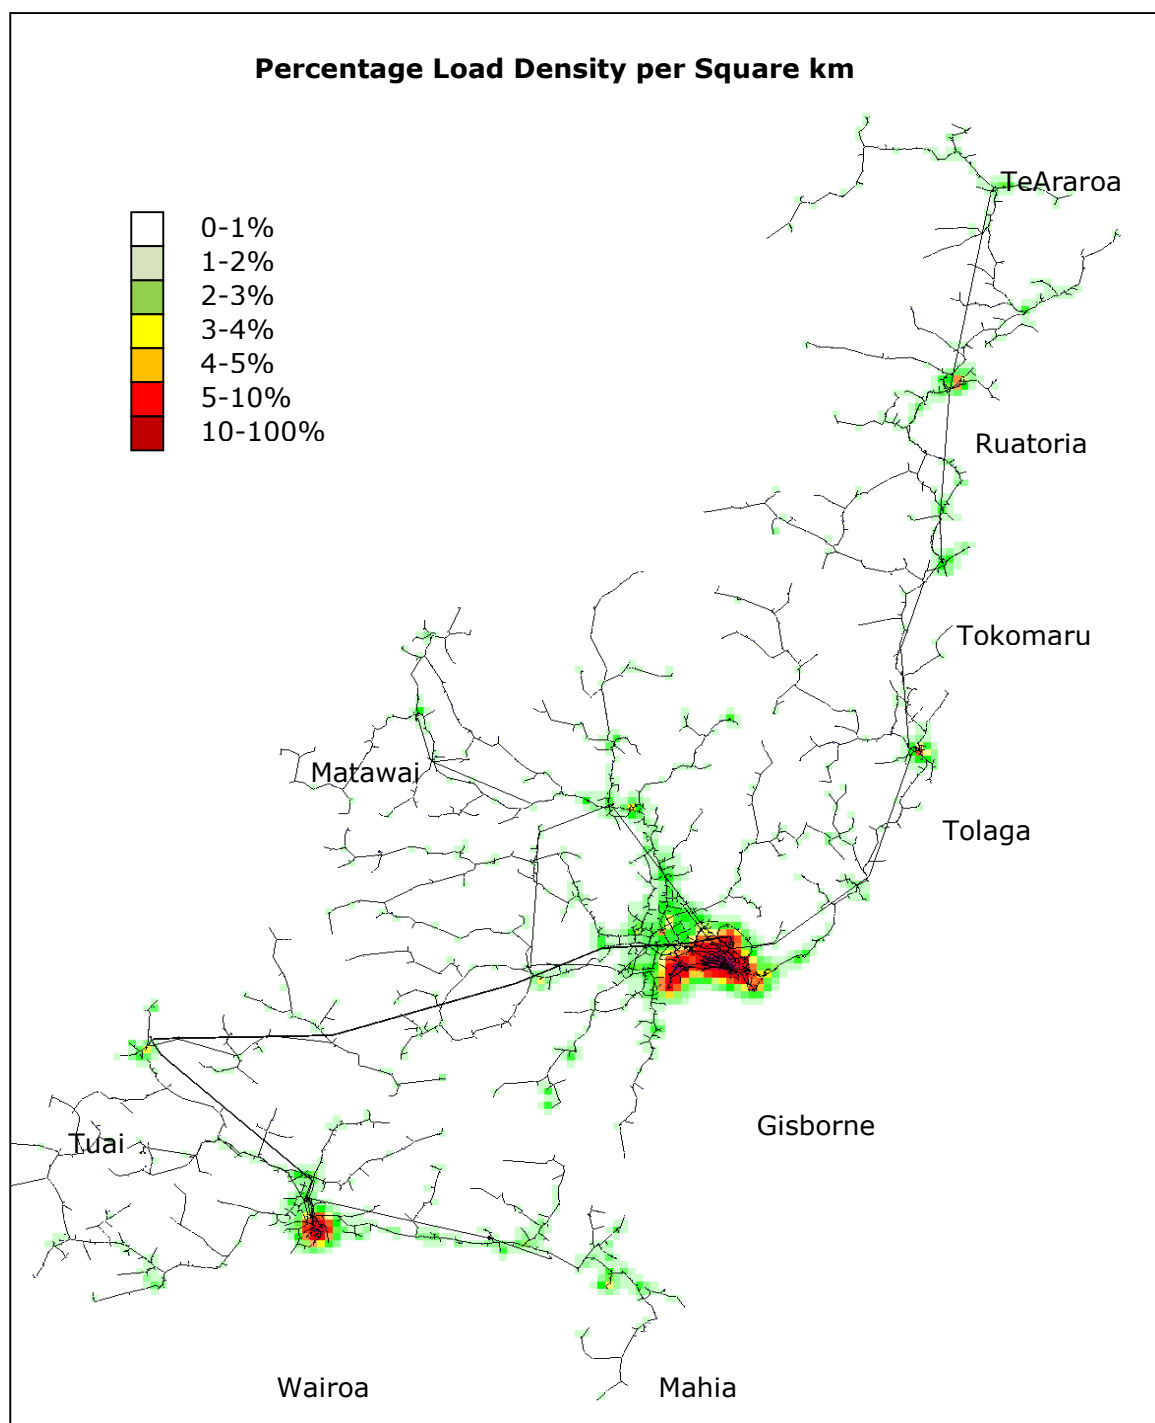 Percentage Load Density per Square km
TeAraroa
0-1%
1-2%
2-3%
3-4%
4-5%
5-10%
10-100%
Ruatoria
Tokomaru
Matawai
Tolaga
Gisborne
Tuai
Wairoa
Mahia